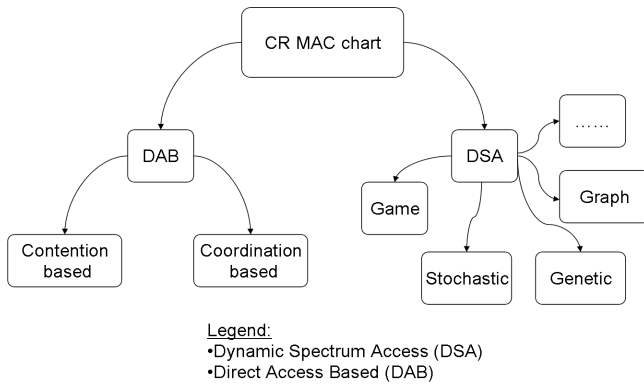 CR MAC chart
DAB
DSA
……
Graph
Game
Contention
based
Coordination
based
Stochastic
Genetic
Legend:
•Dynamic Spectrum Access (DSA)
•Direct Access Based (DAB)